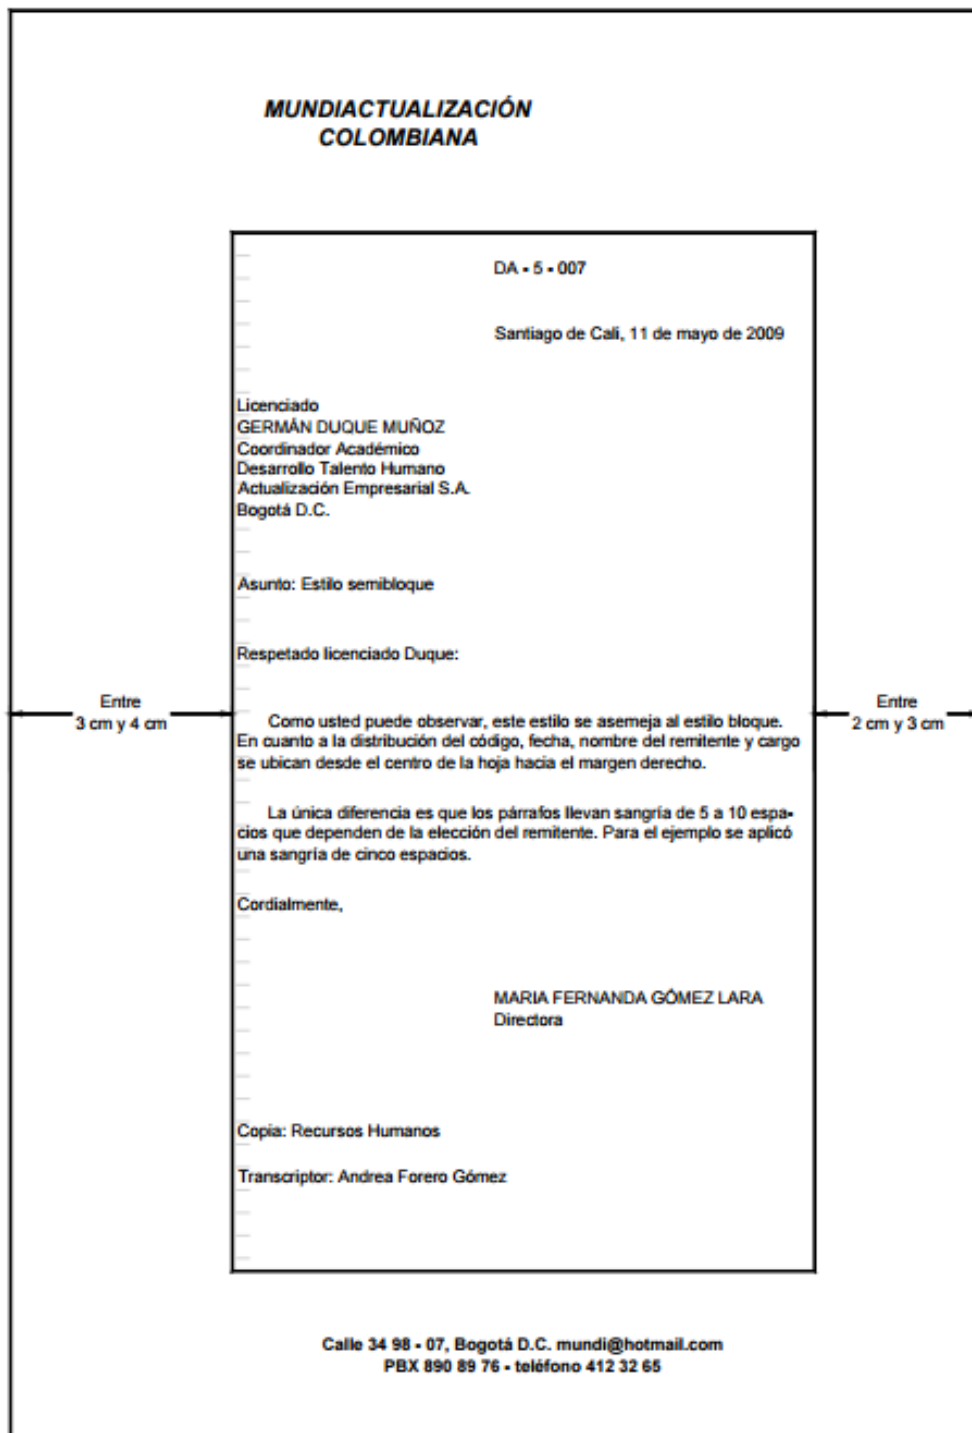 MUNDIACTUALIZACIÓN
COLOMBIANA
DA - 5 - 007
Santiago de Cali, 11 de mayo de 2009
Licenciado
GERMÁN DUQUE MUÑOZ
Coordinador Académico
Desarrollo Talento Humano
Actualización Empresarial S.A.
Bogotá D.C.
Asunto: Estilo semibloque
Respetado licenciado Duque:
Entre
3 cm y 4 cm
Entre
2 cm y 3 cm
Como usted puede observar, este estilo se asemeja al estilo bloque.
En cuanto a la distribución del código, fecha, nombre del remitente y cargo
se ubican desde el centro de la hoja hacia el margen derecho.
La única diferencia es que los párrafos llevan sangría de 5 a 10 espa-
cios que dependen de la elección del remitente. Para el ejemplo se aplicó
una sangría de cinco espacios.
Cordialmente,
MARIA FERNANDA GÓMEZ LARA
Directora
Copia: Recursos Humanos
Transcriptor: Andrea Forero Gómez
Calle 34 98 - 07, Bogotá D.C. mundi@hotmail.com
PBX 890 89 76 - teléfono 412 32 65